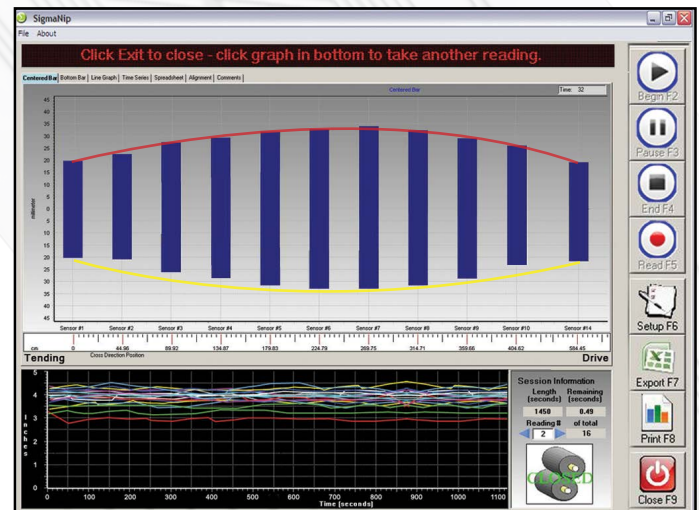 SigmaNip
File About
Click Exit to close - click graph in bottom to take another reading.
Centered Bar Bottom Bar Line Graph Time Series Spreadsheet Alignment Comments
Centered Bar
Time: 32
45
40
35
30
25
20
15
10
5
0
5
10
15
20
25
30
35
40
45
millimeter
Sensor #1 Sensor #2 Sensor #3 Sensor #4 Sensor #5 Sensor #6 Sensor #7 Sensor #8 Sensor #9 Sensor #10 Sensor #14
cm 0 44.96 89.92 134.87 179.83 224.79 269.75 314.71 359.66 404.62 584.45
Tending Cross Direction Position Drive
5
4
3
2
1
0
Inches
0 100 200 300 400 500 600 700 800 900 1000 1100
Time (seconds)
Session Information
Length (seconds) Remaining (seconds)
1450 0.49
Reading # of total
2 16
CLOSED
Begin F2
Pause F3
End F4
Read F5
Setup F6
Export F7
Print F8
Close F9